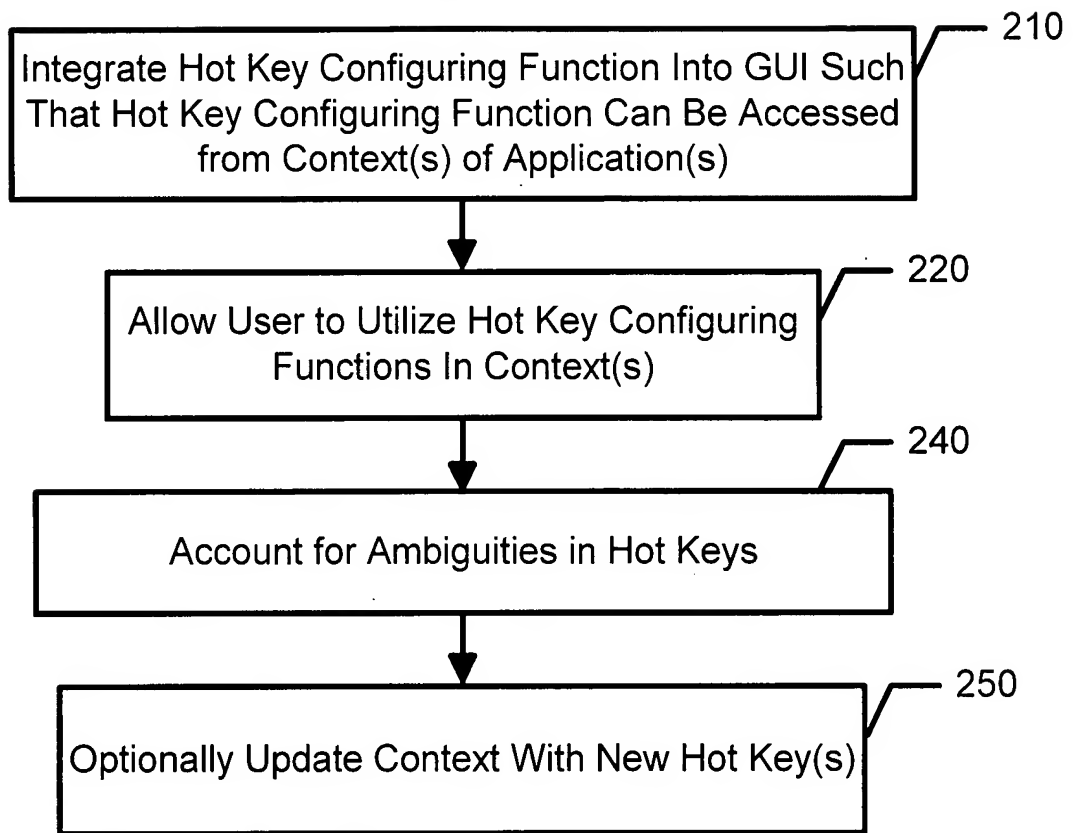 210
Integrate Hot Key Configuring Function Into GUI Such
That Hot Key Configuring Function Can Be Accessed
from Context(s) of Application(s)
220
Allow User to Utilize Hot Key Configuring
Functions In Context(s)
240
Account for Ambiguities in Hot Keys
250
Optionally Update Context With New Hot Key(s)